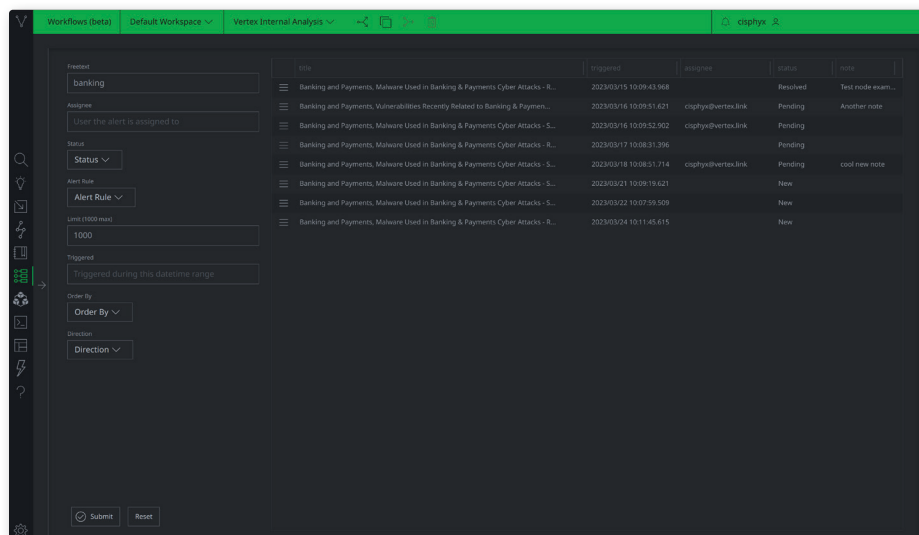 Workflows (beta) Default Workspace Vertex Internal Analysis cisphyx
Freetext
banking
Assignee
User the alert is assigned to
Status
Status
Alert Rule
Alert Rule
Limit (1000 max)
1000
Triggered
Triggered during this datetime range
Order By
Order By
Direction
Direction
Submit Reset
title triggered assignee status note
Banking and Payments, Malware Used in Banking & Payments Cyber Attacks - R... 2023/03/15 10:09:43.968 Resolved Test node exam...
Banking and Payments, Vulnerabilities Recently Related to Banking & Paymen... 2023/03/16 10:09:51.621 cisphyx@vertex.link Pending Another note
Banking and Payments, Malware Used in Banking & Payments Cyber Attacks - S... 2023/03/16 10:09:52.902 cisphyx@vertex.link Pending
Banking and Payments, Malware Used in Banking & Payments Cyber Attacks - S... 2023/03/17 10:08:31.396 Pending
Banking and Payments, Malware Used in Banking & Payments Cyber Attacks - S... 2023/03/18 10:08:51.714 cisphyx@vertex.link Pending cool new note
Banking and Payments, Malware Used in Banking & Payments Cyber Attacks - S... 2023/03/21 10:09:19.621 New
Banking and Payments, Malware Used in Banking & Payments Cyber Attacks - S... 2023/03/22 10:07:59.509 New
Banking and Payments, Malware Used in Banking & Payments Cyber Attacks - R... 2023/03/24 10:11:45.615 New